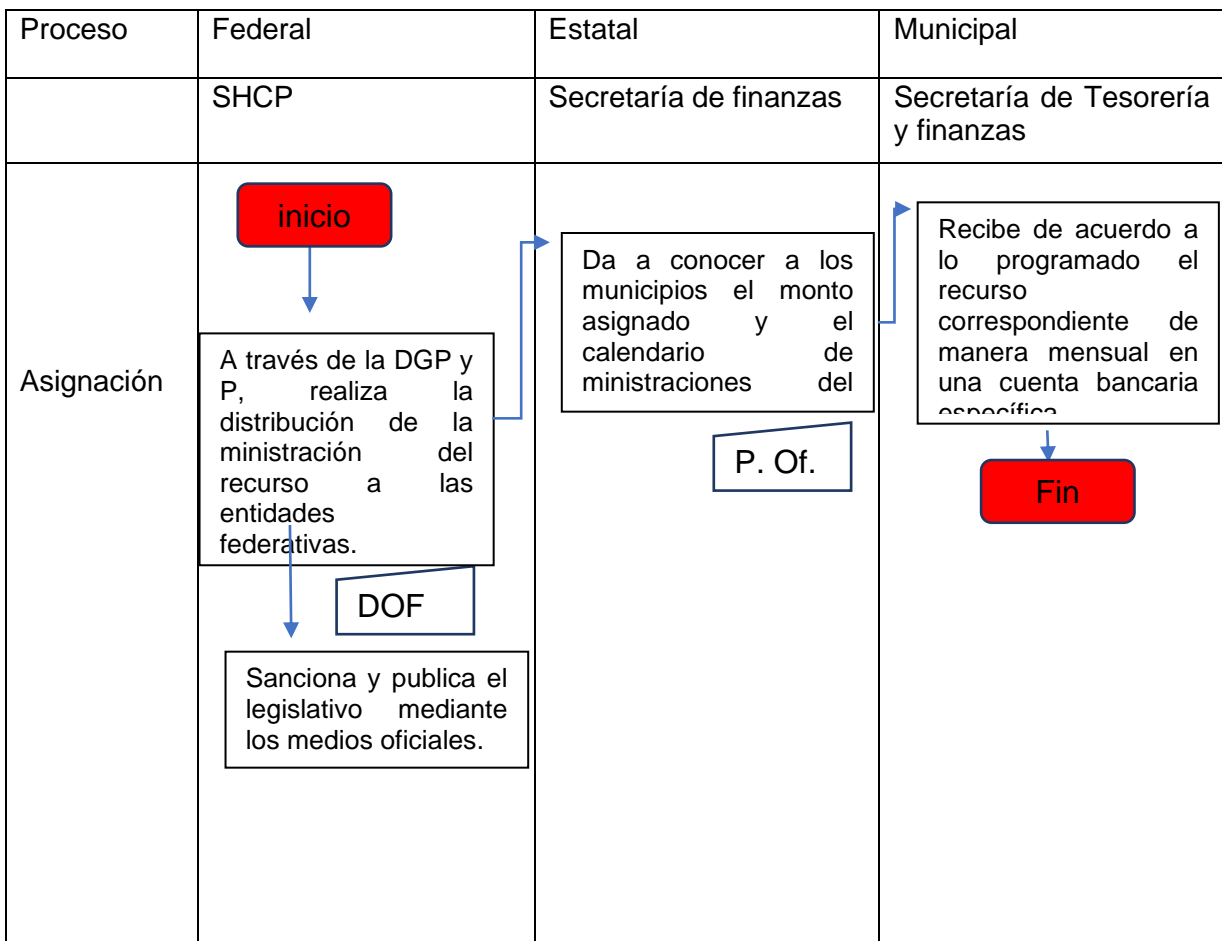 Proceso
Federal
Estatal
Municipal
SHCP
Secretaría de finanzas
Secretaría de Tesorería
y finanzas
Asignación
inicio
A través de la DGP y
P, realiza la
distribución de la
ministración del
recurso a las
entidades
federativas.
DOF
Sanciona y publica el
legislativo mediante
los medios oficiales.
Da a conocer a los
municipios el monto
asignado y el
calendario de
ministraciones del
P. Of.
Recibe de acuerdo a
lo programado el
recurso
correspondiente de
manera mensual en
una cuenta bancaria
específica
Fin